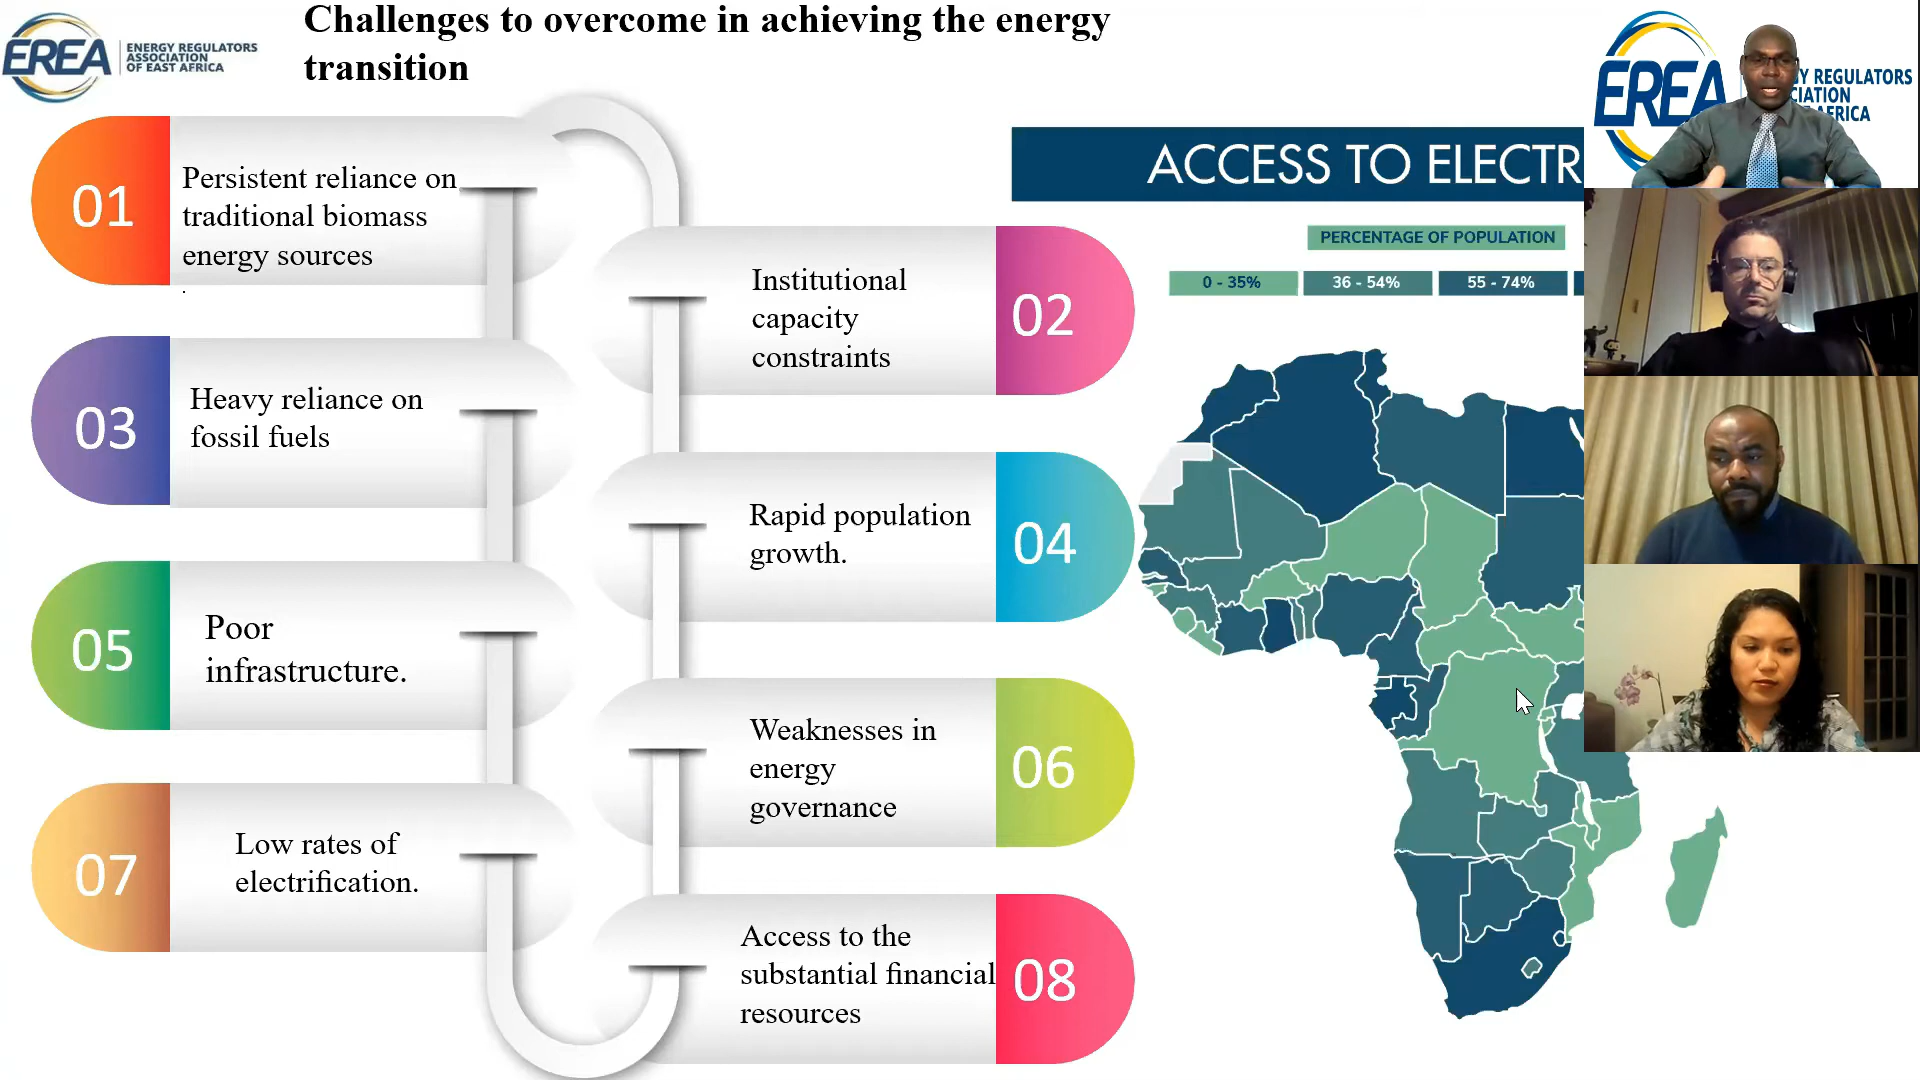 Challenges to overcome in achieving the energy
transition
EREA
ENERGY REGULATORS
ASSOCIATION
OF EAST AFRICA
01
Persistent reliance on
traditional biomass
energy sources
.
02
Institutional
capacity
constraints
03
Heavy reliance on
fossil fuels
04
Rapid population
growth.
05
Poor
infrastructure.
06
Weaknesses in
energy
governance
07
Low rates of
electrification.
08
Access to the
substantial financial
resources
ACCESS TO ELECTR
PERCENTAGE OF POPULATION
0 - 35%
36 - 54%
55 - 74%
EREA
Y REGULATORS
CIATION
AFRICA